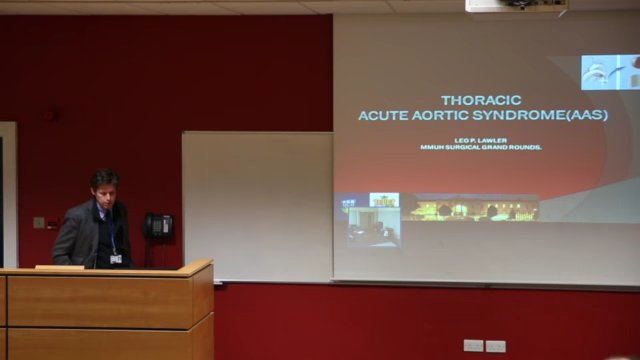 THORACIC
ACUTE AORTIC SYNDROME(AAS)
LEO P. LAWLER
MMUH SURGICAL GRAND ROUNDS.